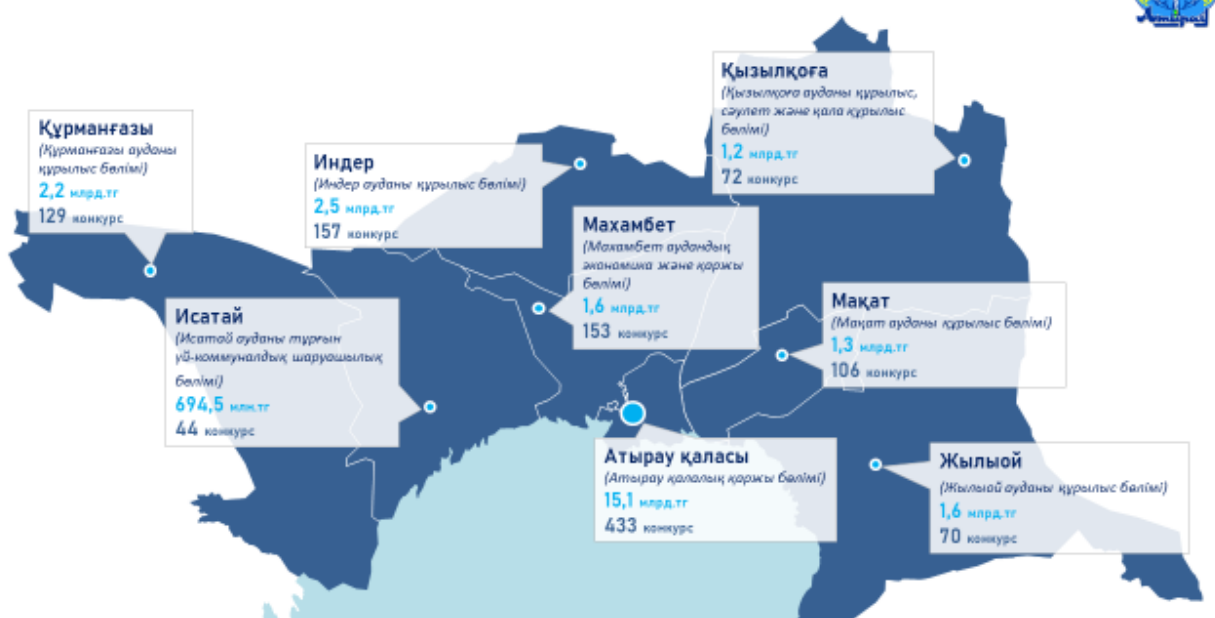 Атырау
Қызылқоға
(Қызылқоға ауданы құрылыс,
сәулет және қала құрылыс
бөлімі)
1,2 млрд.тг
72 конкурс
Құрманғазы
(Құрманғазы ауданы
құрылыс бөлімі)
2,2 млрд.тг
129 конкурс
Индер
(Индер ауданы құрылыс бөлімі)
2,5 млрд.тг
157 конкурс
Махамбет
(Махамбет аудандық
экономика және қаржы
бөлімі)
1,6 млрд.тг
153 конкурс
Мақат
(Мақат ауданы құрылыс бөлімі)
1,3 млрд.тг
106 конкурс
Исатай
(Исатай ауданы тұрғын
үй-коммуналдық шаруашылық
бөлімі)
694,5 млн.тг
44 конкурс
Атырау қаласы
(Атырау қалалық қаржы бөлімі)
15,1 млрд.тг
433 конкурс
Жылыой
(Жылыой ауданы құрылыс бөлімі)
1,6 млрд.тг
70 конкурс